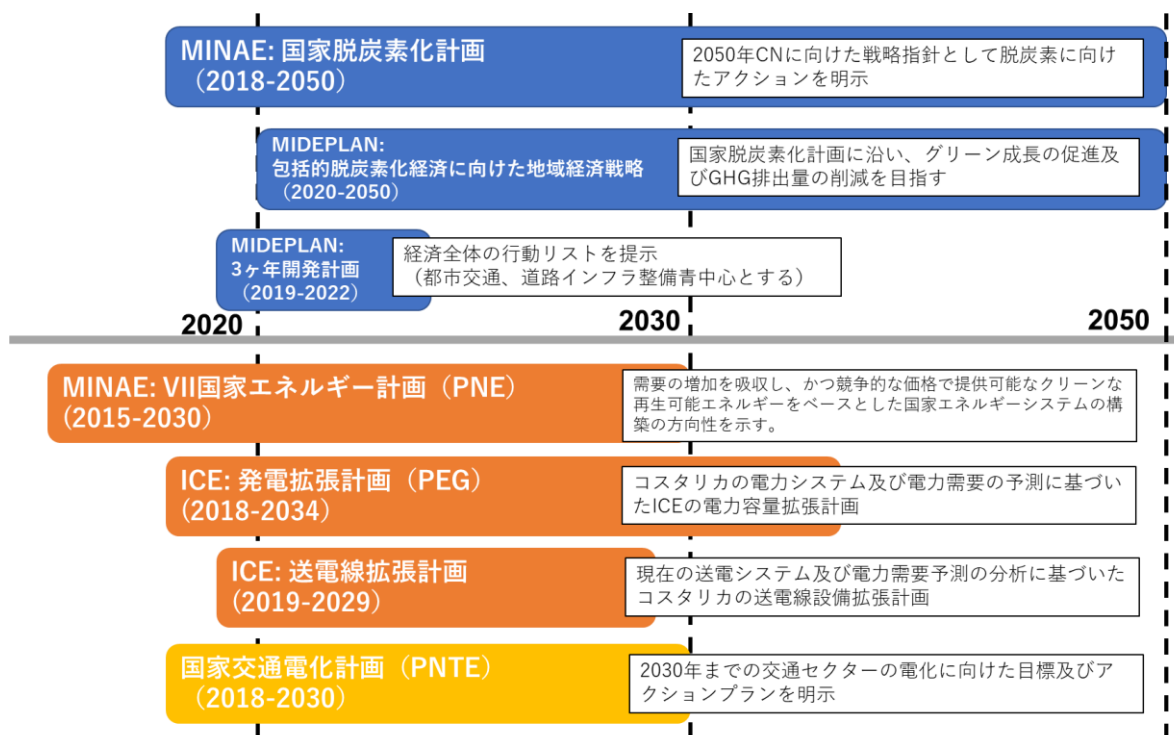 MINAE: 国家脱炭素化計画
（2018-2050）
2050年CNに向けた戦略指針として脱炭素に向け
たアクションを明示
MIDEPLAN:
包括的脱炭素化経済に向けた地域経済戦略
（2020-2050）
国家脱炭素化計画に沿い、グリーン成長の促進及
びGHG排出量の削減を目指す
MIDEPLAN:
3ヶ年開発計画
（2019-2022）
経済全体の行動リストを提示
（都市交通、道路インフラ整備青中心とする）
2020
2030
2050
MINAE: VII国家エネルギー計画（PNE）
(2015-2030)
需要の増加を吸収し、かつ競争的な価格で提供可能なクリーンな
再生可能エネルギーをベースとした国家エネルギーシステムの構
築の方向性を示す。
ICE: 発電拡張計画（PEG）
(2018-2034)
コスタリカの電力システム及び電力需要の予測に基づい
たICEの電力容量拡張計画
ICE: 送電線拡張計画
(2019-2029)
現在の送電システム及び電力需要予測の分析に基づいた
コスタリカの送電線設備拡張計画
国家交通電化計画（PNTE）
（2018-2030）
2030年までの交通セクターの電化に向けた目標及びア
クションプランを明示